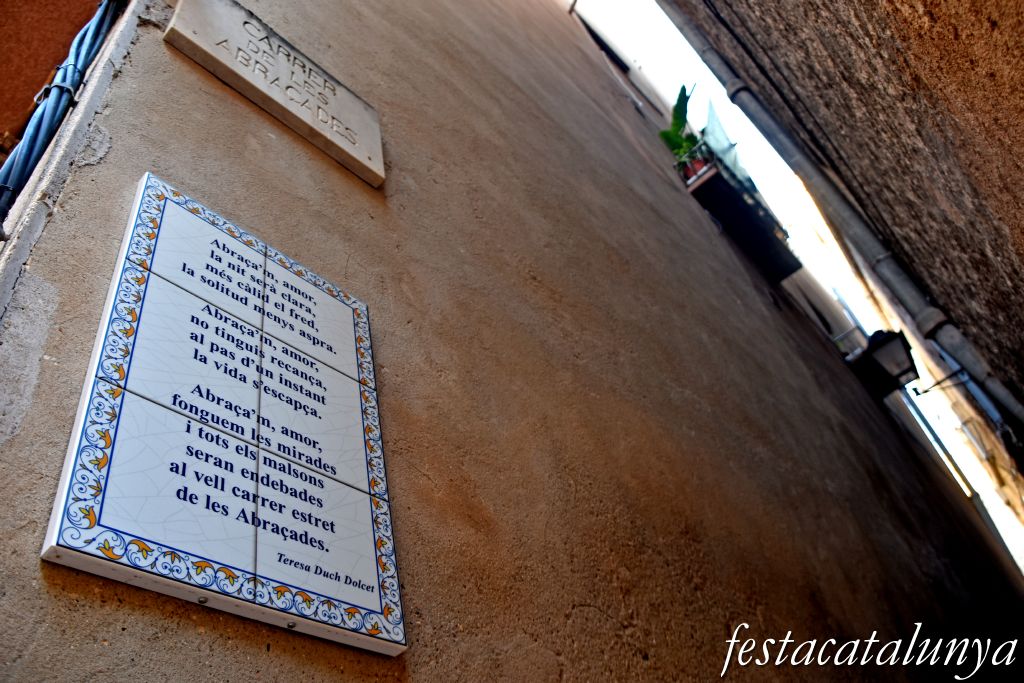 CARRER
DE LES
ABRAÇADES
Abraça'm, amor,
la nit serà clara,
més càlid el fred,
la solitud menys aspra.
Abraça'm, amor,
no tinguis recança,
al pas d'un instant
la vida s'escapça.
Abraça'm, amor,
fonguem les mirades
i tots els malsons
seran endebades
al vell carrer estret
de les Abraçades.
Teresa Duch Dolcet
festacatalunya